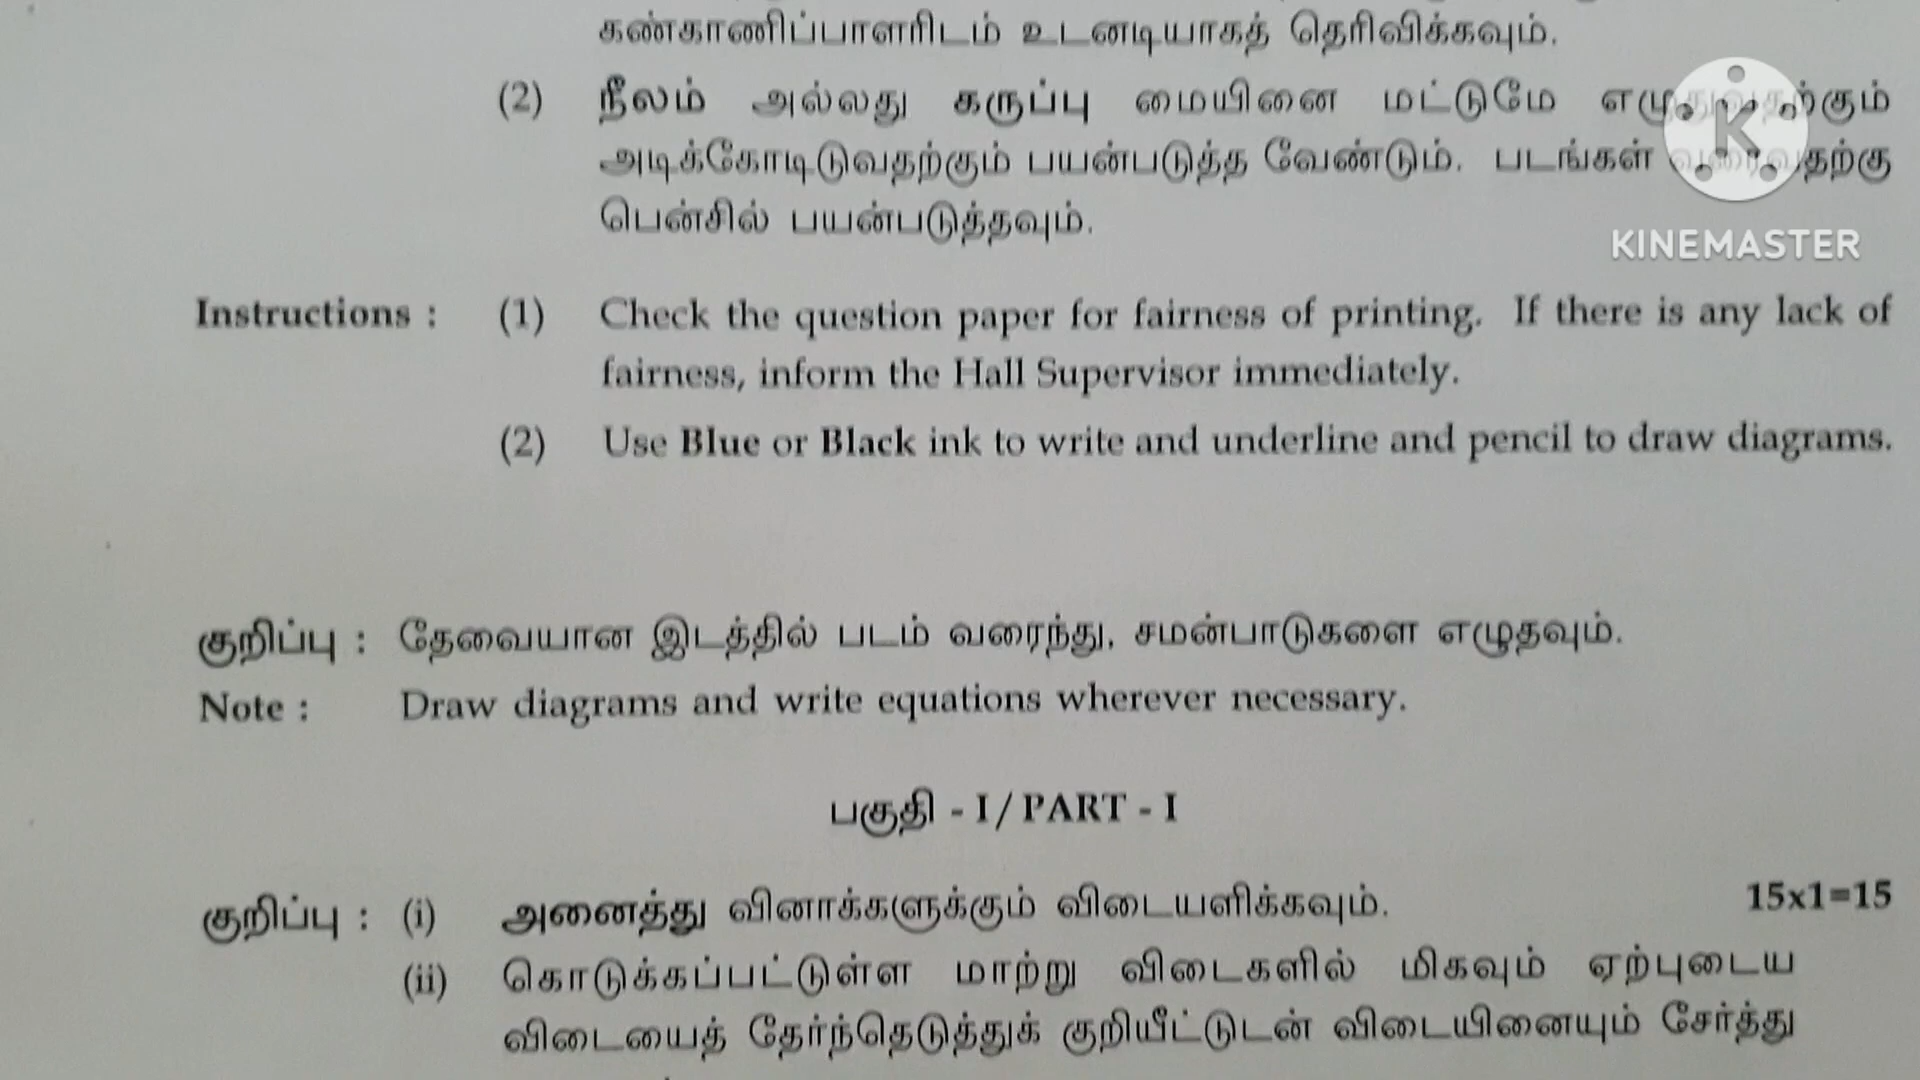 கண்காணிப்பாளரிடம் உடனடியாகத் தெரிவிக்கவும்.
(2) நீலம் அல்லது கருப்பு மையினை மட்டுமே
அடிக்கோடிடுவதற்கும் பயன்படுத்த வேண்டும். படங்கள்
பென்சில் பயன்படுத்தவும்.
K
KINEMASTER
Instructions : (1) Check the question paper for fairness of printing. If there is any lack of
fairness, inform the Hall Supervisor immediately.
(2) Use Blue or Black ink to write and underline and pencil to draw diagrams.
குறிப்பு : தேவையான இடத்தில் படம் வரைந்து, சமன்பாடுகளை எழுதவும்.
Note : Draw diagrams and write equations wherever necessary.
பகுதி - I / PART - I
குறிப்பு : (i) அனைத்து வினாக்களுக்கும் விடையளிக்கவும். 15x1=15
(ii) கொடுக்கப்பட்டுள்ள மாற்று விடைகளில் மிகவும் ஏற்புடைய
விடையைத் தேர்ந்தெடுத்துக் குறியீட்டுடன் விடையினையும் சேர்த்து